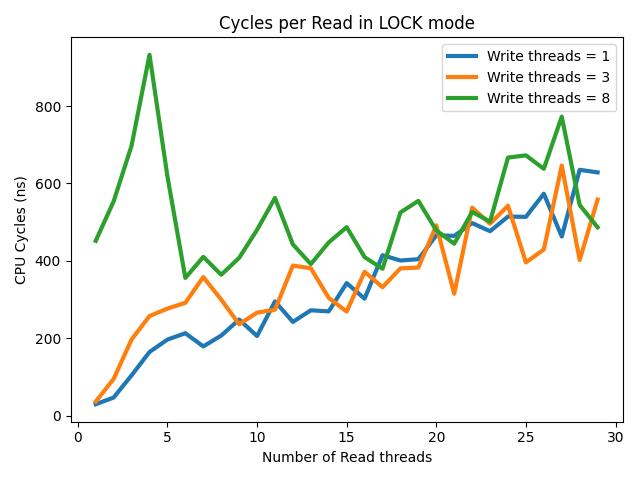 Cycles per Read in LOCK mode
Write threads = 1
Write threads = 3
Write threads = 8
CPU Cycles (ns)
800
600
400
200
0
0 5 10 15 20 25 30
Number of Read threads